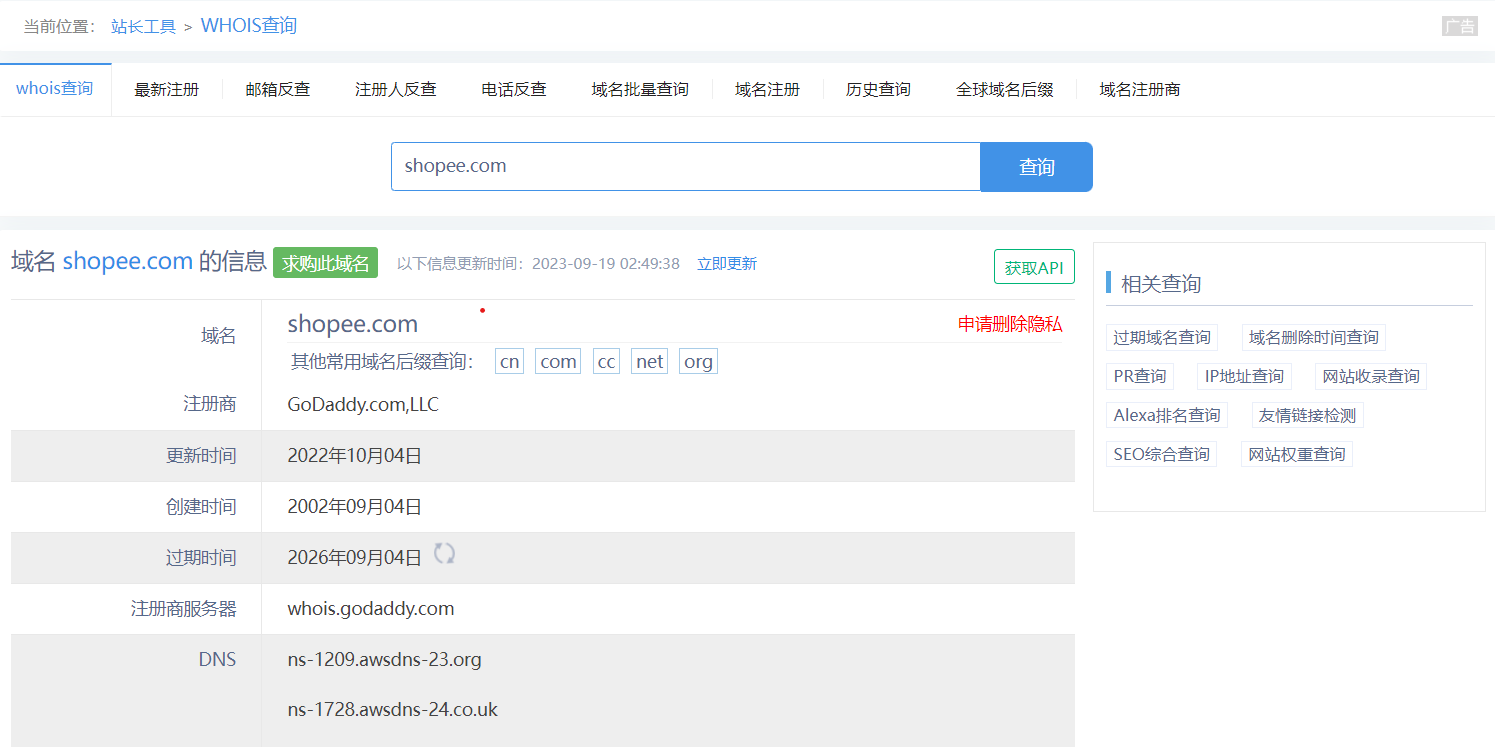 当前位置： 站长工具 > WHOIS查询
广告
whois查询 最新注册 邮箱反查 注册人反查 电话反查 域名批量查询 域名注册 历史查询 全球域名后缀 域名注册商
shopee.com 查询
域名 shopee.com 的信息 求购此域名 以下信息更新时间：2023-09-19 02:49:38 立即更新 获取API
域名 shopee.com 申请删除隐私
其他常用域名后缀查询： cn com cc net org
注册商 GoDaddy.com,LLC
更新时间 2022年10月04日
创建时间 2002年09月04日
过期时间 2026年09月04日
注册商服务器 whois.godaddy.com
DNS ns-1209.awsdns-23.org
ns-1728.awsdns-24.co.uk
相关查询
过期域名查询 域名删除时间查询
PR查询 IP地址查询 网站收录查询
Alexa排名查询 友情链接检测
SEO综合查询 网站权重查询